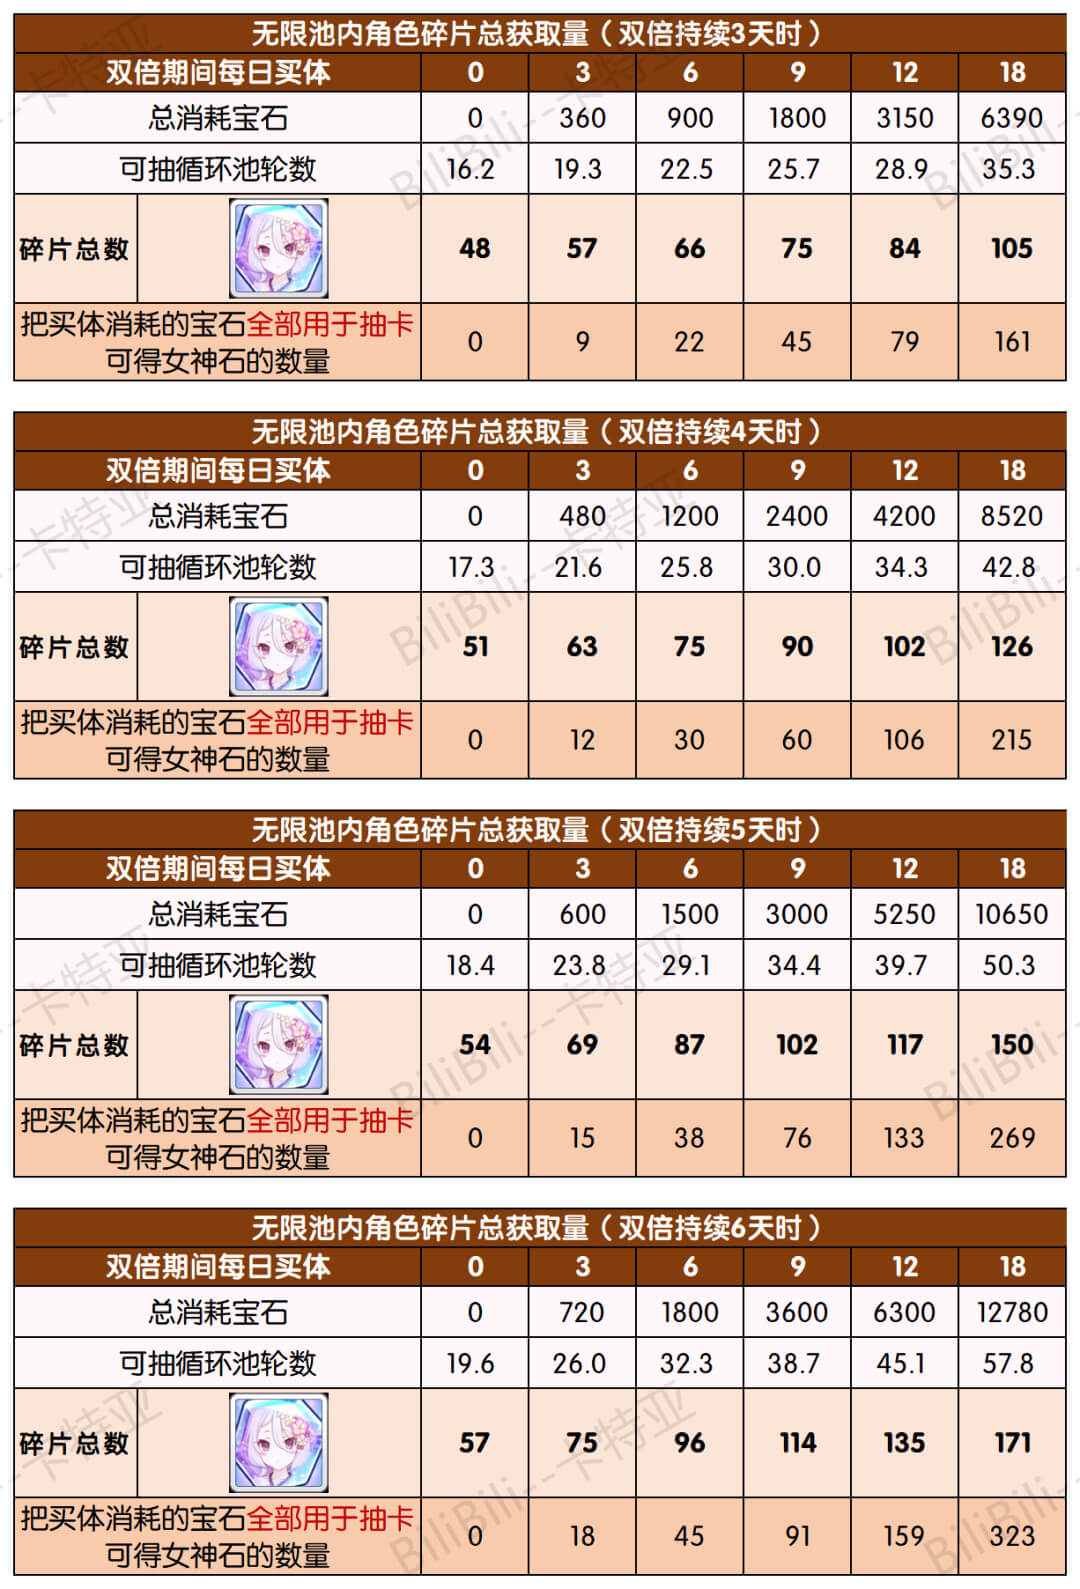 无限池内角色碎片总获取量（双倍持续3天时）
双倍期间每日买体 0 3 6 9 12 18
总消耗宝石 0 360 900 1800 3150 6390
可抽循环池轮数 16.2 19.3 22.5 25.7 28.9 35.3
碎片总数 48 57 66 75 84 105
把买体消耗的宝石全部用于抽卡
可得女神石的数量 0 9 22 45 79 161
无限池内角色碎片总获取量（双倍持续4天时）
双倍期间每日买体 0 3 6 9 12 18
总消耗宝石 0 480 1200 2400 4200 8520
可抽循环池轮数 17.3 21.6 25.8 30.0 34.3 42.8
碎片总数 51 63 75 90 102 126
把买体消耗的宝石全部用于抽卡
可得女神石的数量 0 12 30 60 106 215
无限池内角色碎片总获取量（双倍持续5天时）
双倍期间每日买体 0 3 6 9 12 18
总消耗宝石 0 600 1500 3000 5250 10650
可抽循环池轮数 18.4 23.8 29.1 34.4 39.7 50.3
碎片总数 54 69 87 102 117 150
把买体消耗的宝石全部用于抽卡
可得女神石的数量 0 15 38 76 133 269
无限池内角色碎片总获取量（双倍持续6天时）
双倍期间每日买体 0 3 6 9 12 18
总消耗宝石 0 720 1800 3600 6300 12780
可抽循环池轮数 19.6 26.0 32.3 38.7 45.1 57.8
碎片总数 57 75 96 114 135 171
把买体消耗的宝石全部用于抽卡
可得女神石的数量 0 18 45 91 159 323
BiliBili--卡特亚